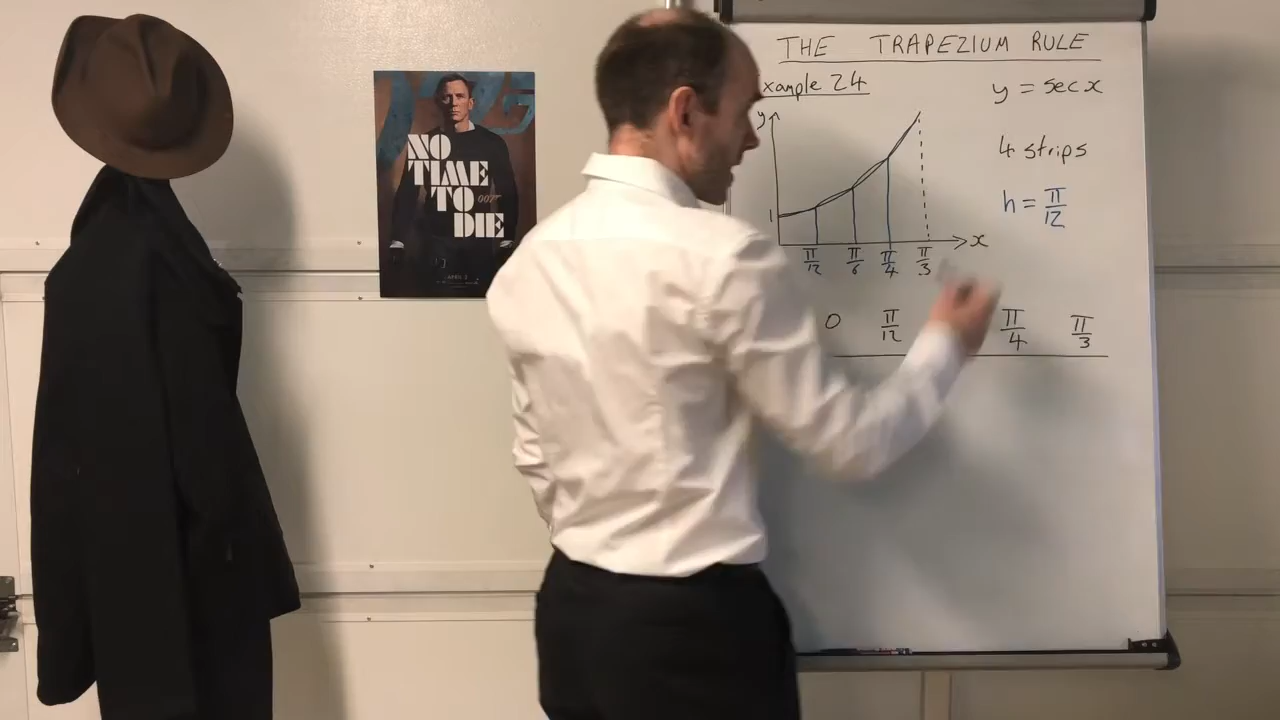 NO
TIME
TO
DIE
007
THE TRAPEZIUM RULE
xample 24
y = sec x
4 strips
h = π/12
y
1
x
π/12 π/6 π/4 π/3
0 π/12 π/4 π/3